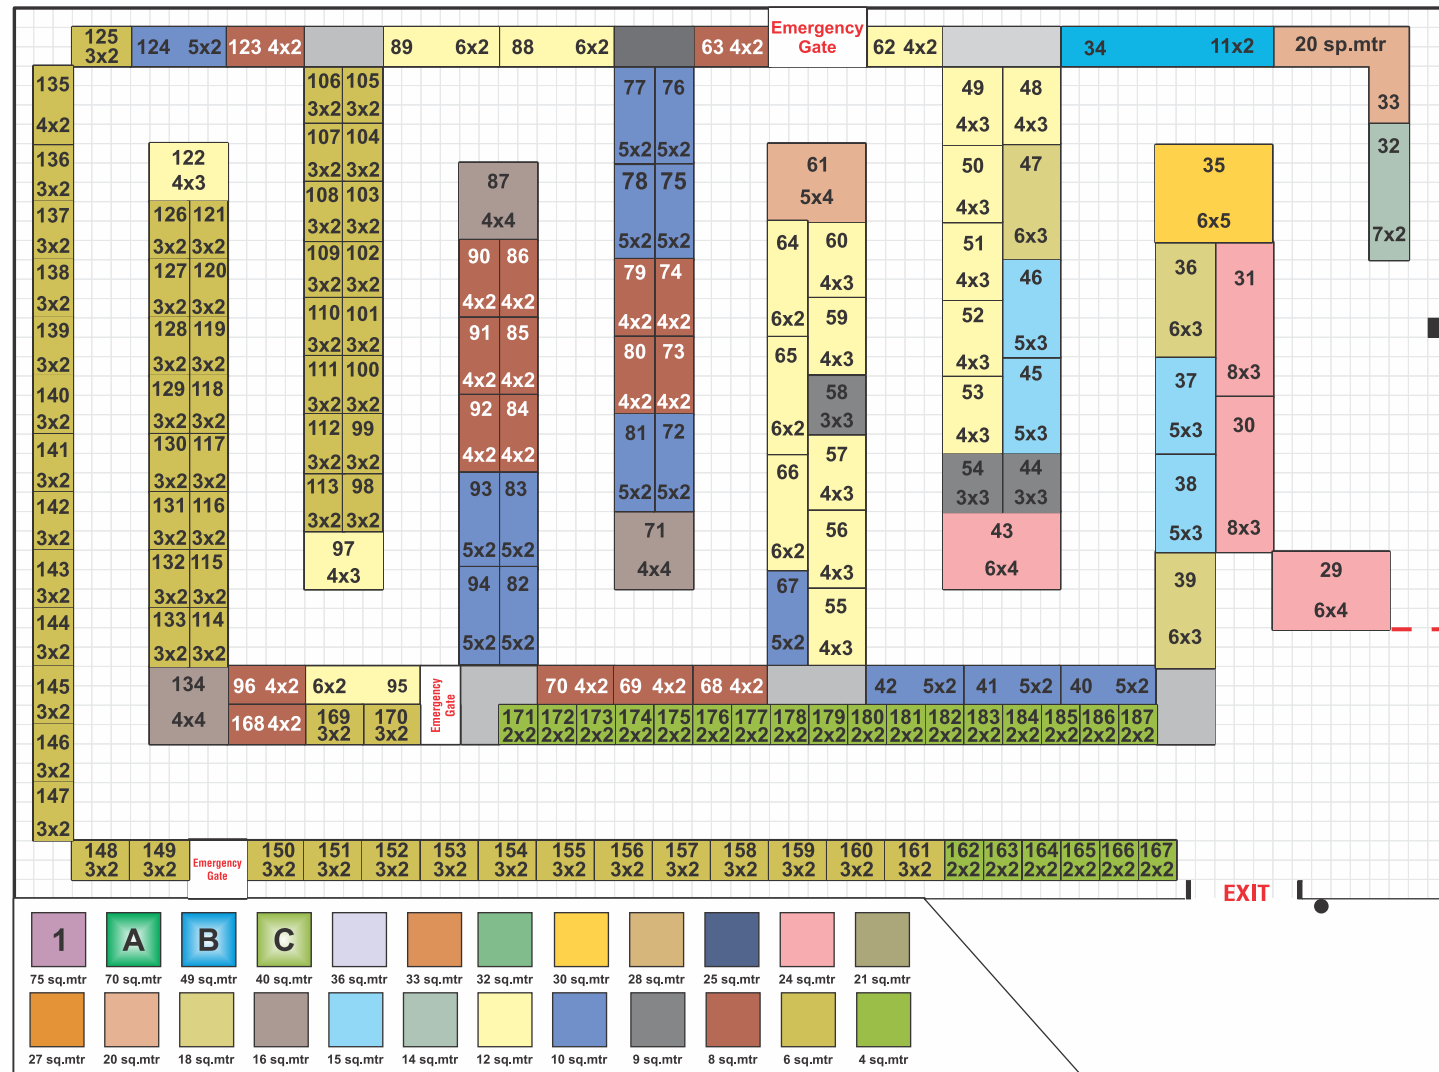 125
3x2
124 5x2
123 4x2
89 6x2
88 6x2
63 4x2
Emergency
Gate
62 4x2
34 11x2
20 sp.mtr
33
32
7x2
135
4x2
136
3x2
137
3x2
138
3x2
139
3x2
140
3x2
141
3x2
142
3x2
143
3x2
144
3x2
145
3x2
146
3x2
147
3x2
122
4x3
126 121
3x2 3x2
127 120
3x2 3x2
128 119
3x2 3x2
129 118
3x2 3x2
130 117
3x2 3x2
131 116
3x2 3x2
132 115
3x2 3x2
133 114
3x2 3x2
134
4x4
106 105
3x2 3x2
107 104
3x2 3x2
108 103
3x2 3x2
109 102
3x2 3x2
110 101
3x2 3x2
111 100
3x2 3x2
112 99
3x2 3x2
113 98
3x2 3x2
97
4x3
87
4x4
90 86
4x2 4x2
91 85
4x2 4x2
92 84
4x2 4x2
93 83
5x2 5x2
94 82
5x2 5x2
77 76
5x2 5x2
78 75
5x2 5x2
79 74
4x2 4x2
80 73
4x2 4x2
81 72
5x2 5x2
71
4x4
61
5x4
64
6x2
65
6x2
66
6x2
67
5x2
60
4x3
59
4x3
58
3x3
57
4x3
56
4x3
55
4x3
49 48
4x3 4x3
50
4x3
51
4x3
52
4x3
53
4x3
54
3x3
47
6x3
46
5x3
45
5x3
44
3x3
43
6x4
35
6x5
36
6x3
37
5x3
38
5x3
39
6x3
31
8x3
30
8x3
29
6x4
96 4x2
6x2 95
168 4x2
169
3x2
170
3x2
Emergency
Gate
70 4x2
69 4x2
68 4x2
42 5x2
41 5x2
40 5x2
171 172 173 174 175 176 177 178 179 180 181 182 183 184 185 186 187
2x2 2x2 2x2 2x2 2x2 2x2 2x2 2x2 2x2 2x2 2x2 2x2 2x2 2x2 2x2 2x2 2x2
148 149
3x2 3x2
Emergency
Gate
150 151 152 153 154 155 156 157 158 159 160 161 162 163 164 165 166 167
3x2 3x2 3x2 3x2 3x2 3x2 3x2 3x2 3x2 3x2 3x2 3x2 2x2 2x2 2x2 2x2 2x2 2x2
EXIT
1 A B C
75 sq.mtr 70 sq.mtr 49 sq.mtr 40 sq.mtr 36 sq.mtr 33 sq.mtr 32 sq.mtr 30 sq.mtr 28 sq.mtr 25 sq.mtr 24 sq.mtr 21 sq.mtr
27 sq.mtr 20 sq.mtr 18 sq.mtr 16 sq.mtr 15 sq.mtr 14 sq.mtr 12 sq.mtr 10 sq.mtr 9 sq.mtr 8 sq.mtr 6 sq.mtr 4 sq.mtr